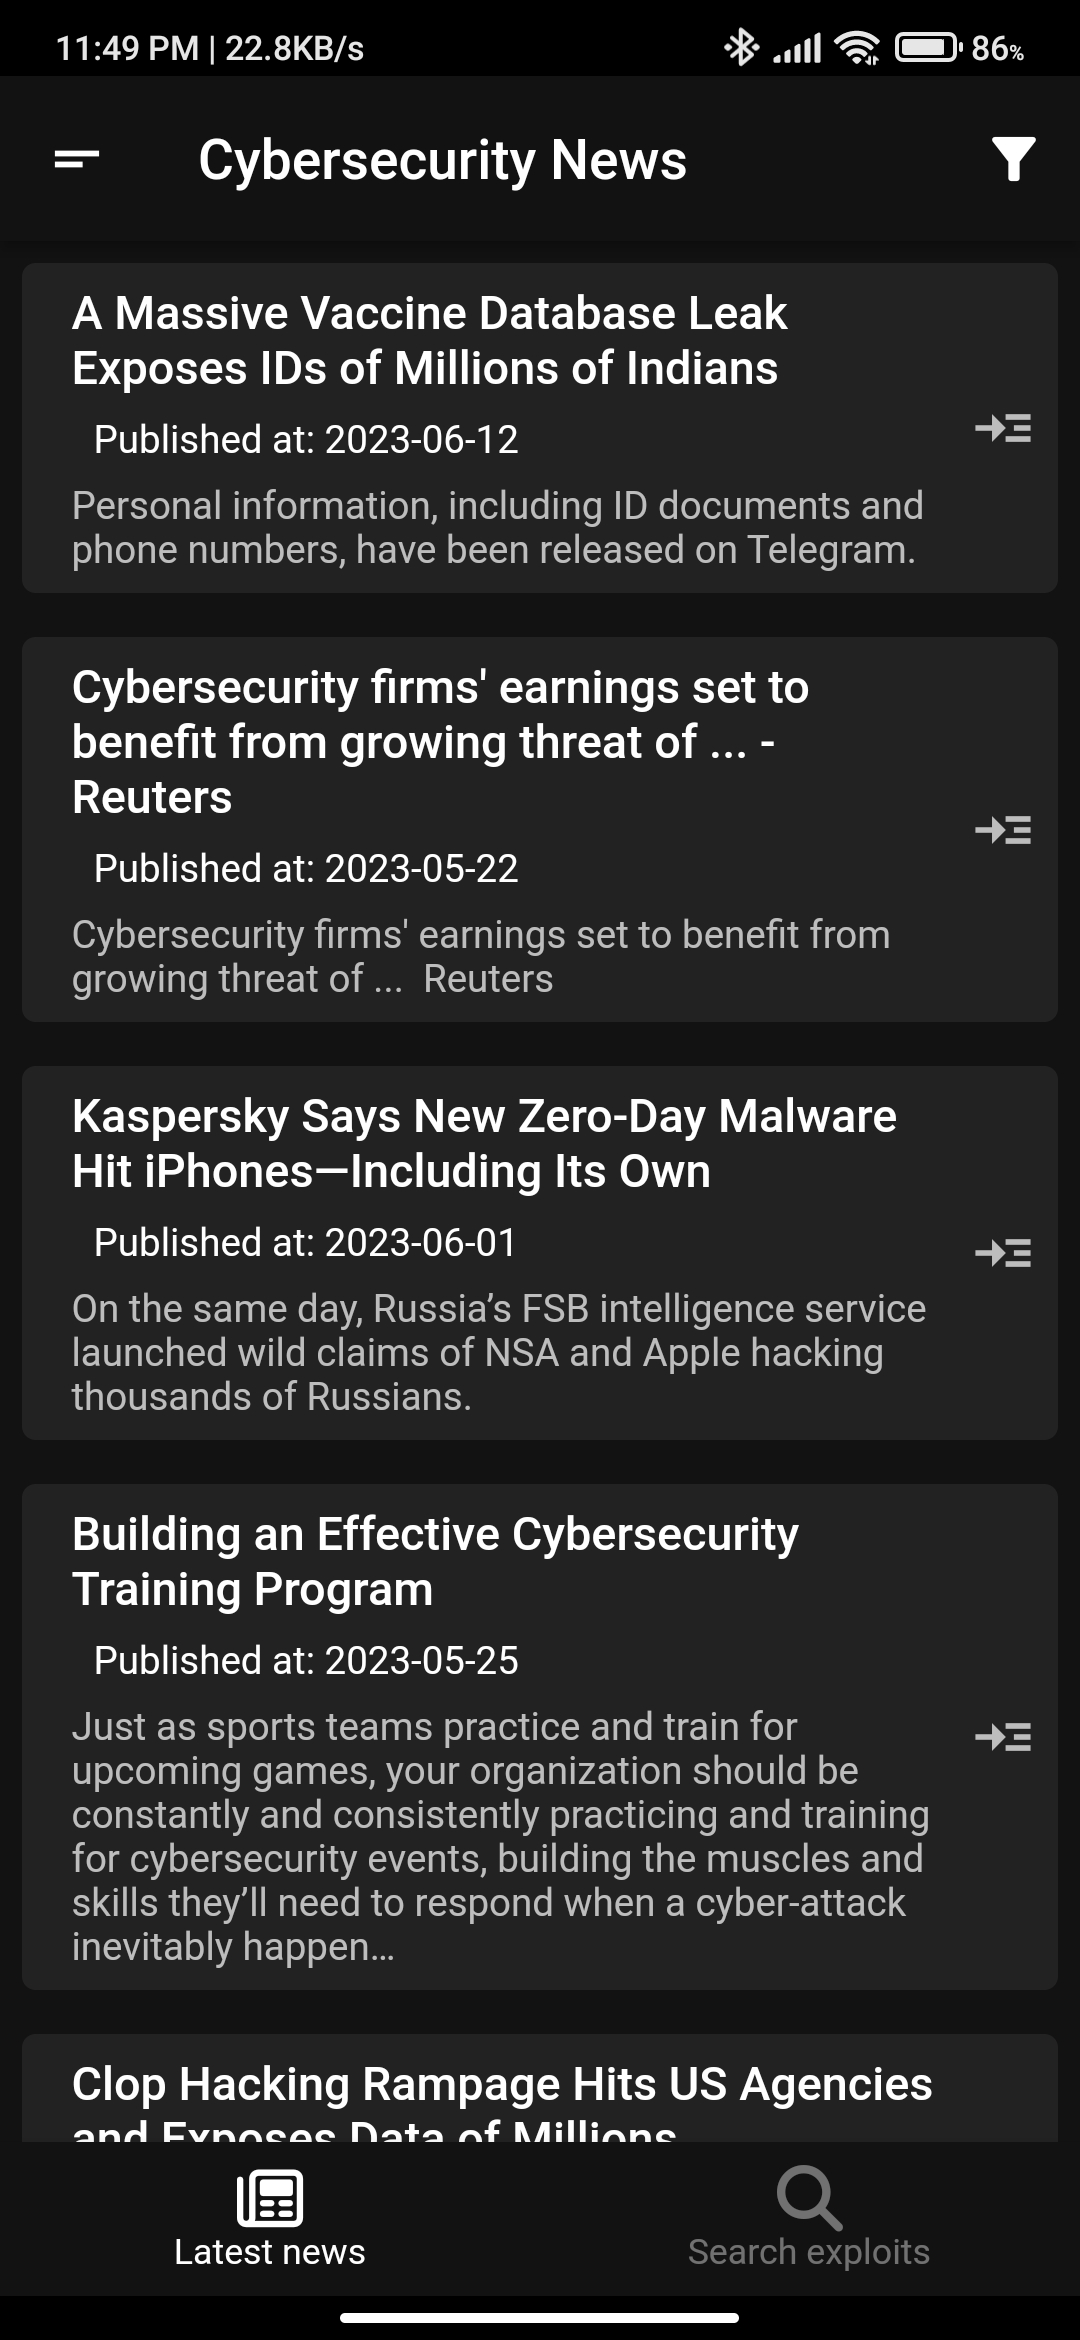 11:49 PM | 22.8KB/s
86%
Cybersecurity News
A Massive Vaccine Database Leak
Exposes IDs of Millions of Indians
Published at: 2023-06-12
Personal information, including ID documents and
phone numbers, have been released on Telegram.
Cybersecurity firms' earnings set to
benefit from growing threat of ... -
Reuters
Published at: 2023-05-22
Cybersecurity firms' earnings set to benefit from
growing threat of ...  Reuters
Kaspersky Says New Zero-Day Malware
Hit iPhones—Including Its Own
Published at: 2023-06-01
On the same day, Russia’s FSB intelligence service
launched wild claims of NSA and Apple hacking
thousands of Russians.
Building an Effective Cybersecurity
Training Program
Published at: 2023-05-25
Just as sports teams practice and train for
upcoming games, your organization should be
constantly and consistently practicing and training
for cybersecurity events, building the muscles and
skills they’ll need to respond when a cyber-attack
inevitably happen…
Clop Hacking Rampage Hits US Agencies
and Exposes Data of Millions
Latest news
Search exploits